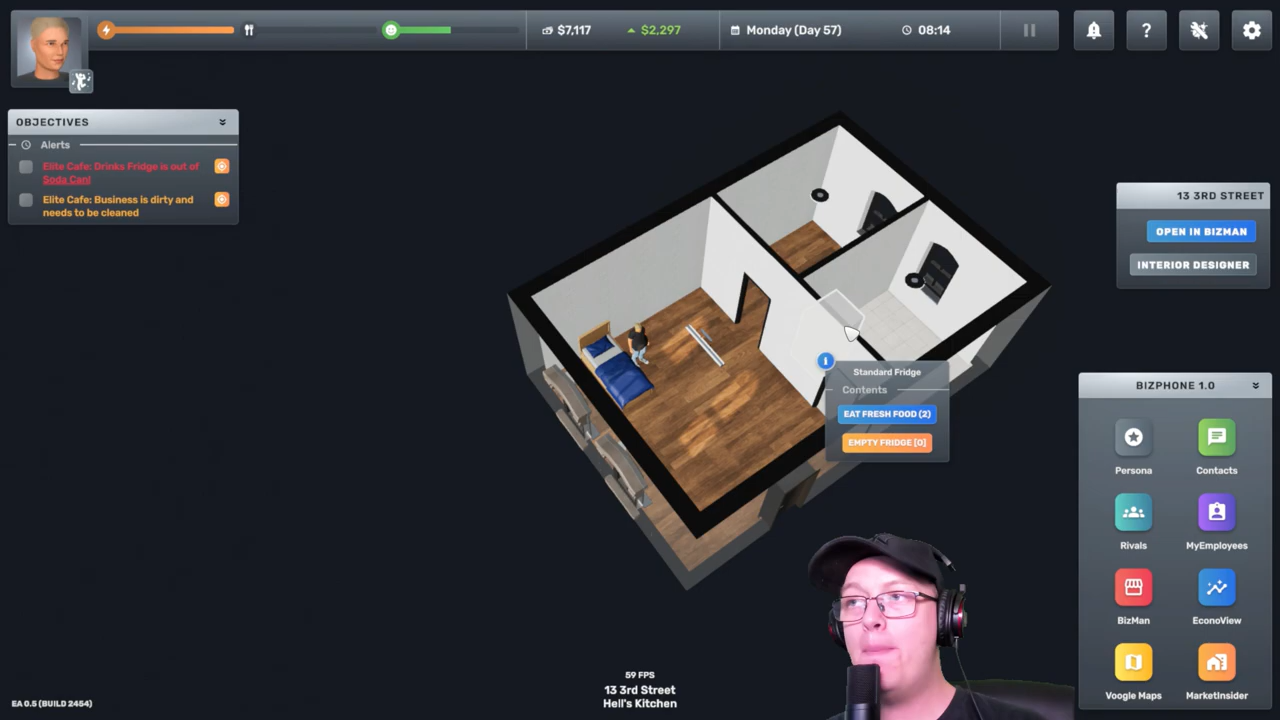 $7,117
$2,297
Monday (Day 57)
08:14
?
OBJECTIVES
Alerts
Elite Cafe: Drinks Fridge is out of
Soda Can!
Elite Cafe: Business is dirty and
needs to be cleaned
13 3RD STREET
OPEN IN BIZMAN
INTERIOR DESIGNER
i
Standard Fridge
Contents
EAT FRESH FOOD (2)
EMPTY FRIDGE [0]
BIZPHONE 1.0
Persona
Contacts
Rivals
MyEmployees
BizMan
EconoView
Voogle Maps
MarketInsider
59 FPS
13 3rd Street
Hell's Kitchen
EA 0.5 (BUILD 2454)